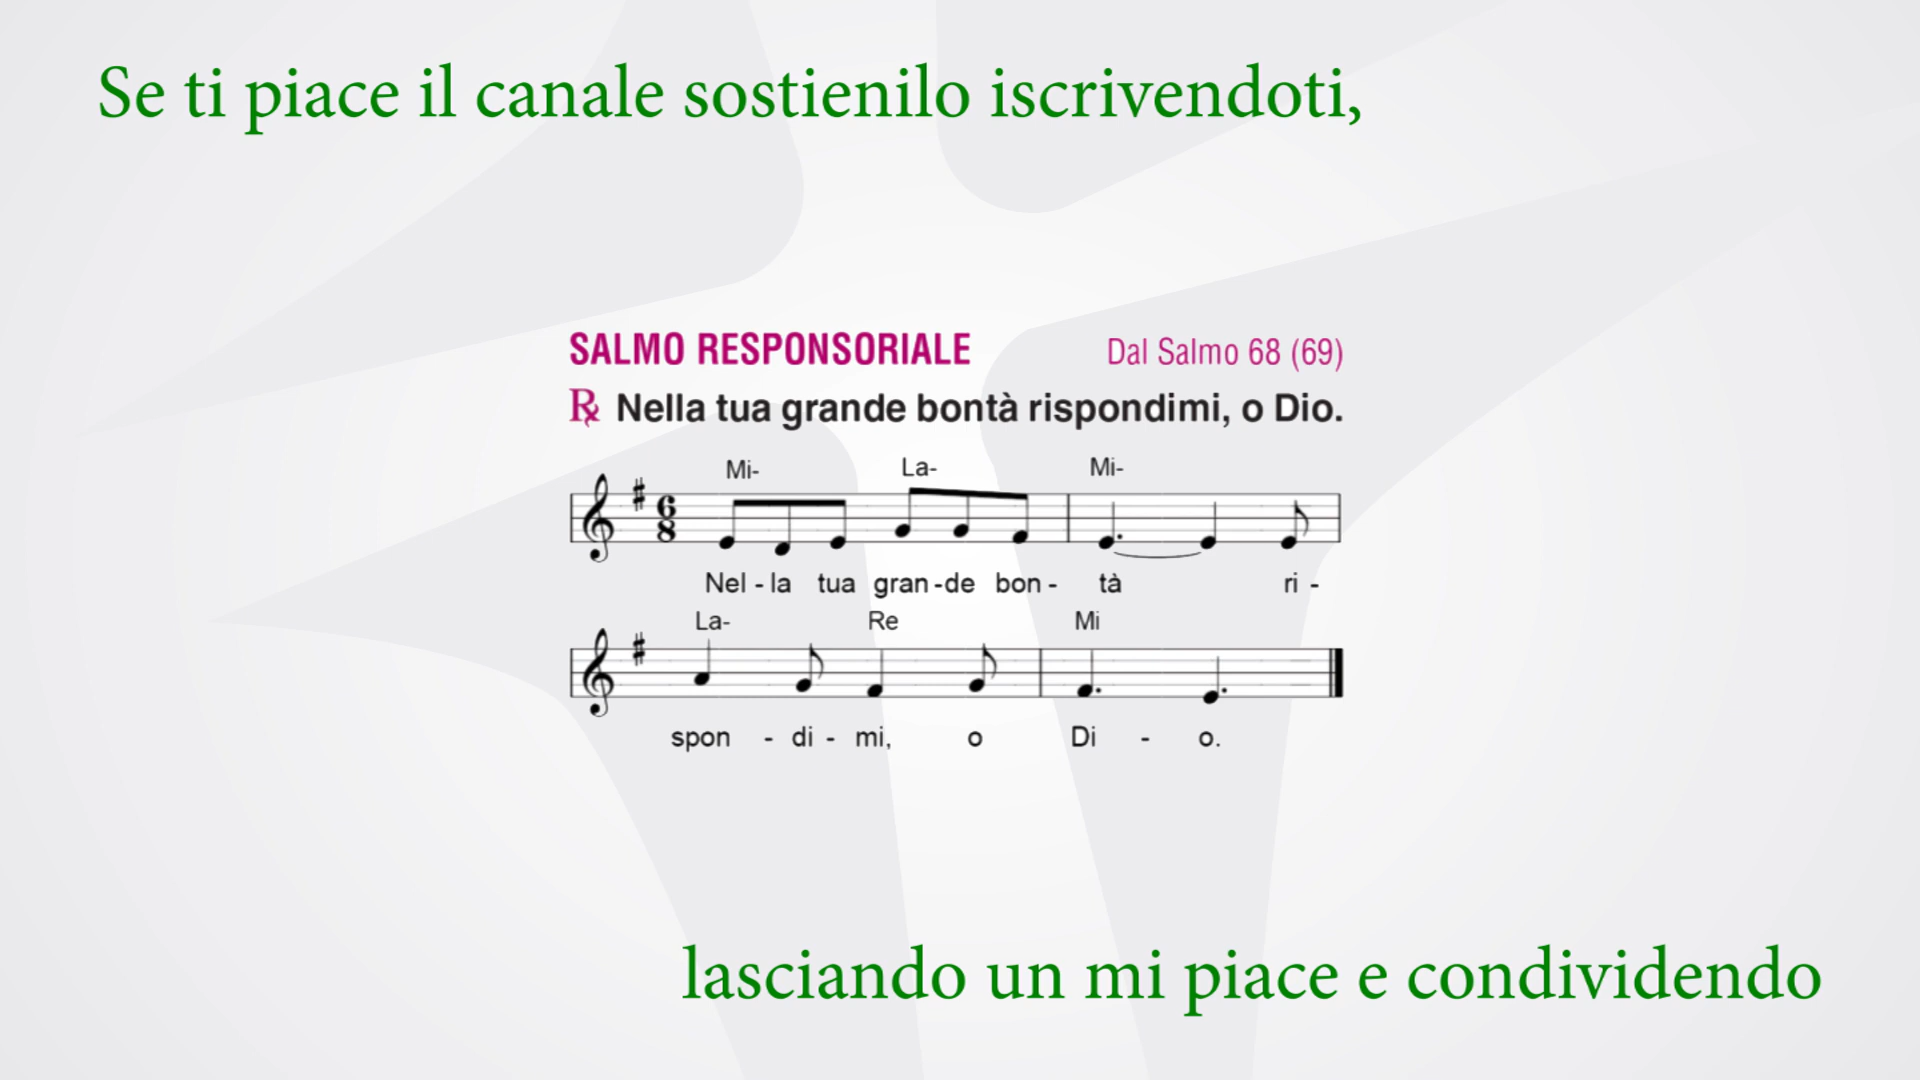 Se ti piace il canale sostienilo iscrivendoti,
SALMO RESPONSORIALE Dal Salmo 68 (69)
℟ Nella tua grande bontà rispondimi, o Dio.
Mi- La- Mi-
6
8
Nel - la tua gran - de bon - tà ri -
La- Re Mi
spon - di - mi, o Di - o.
lasciando un mi piace e condividendo